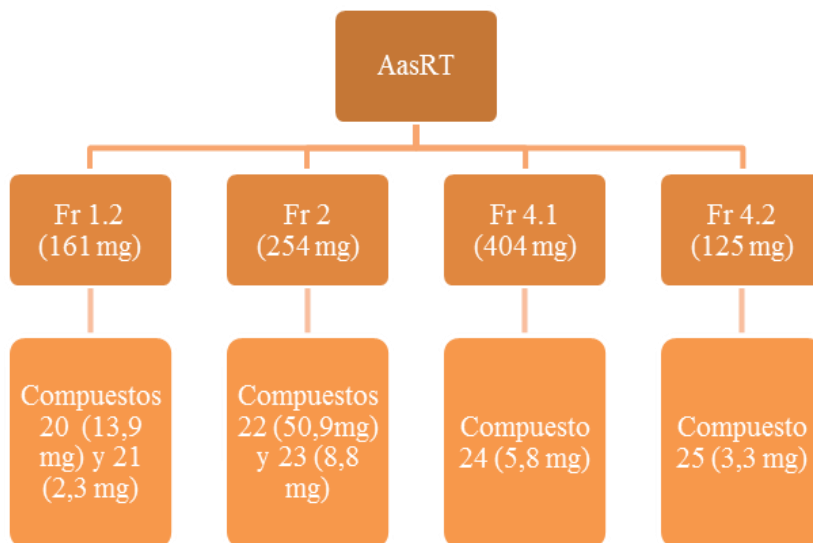 AasRT
Fr 1.2
(161 mg)
Fr 2
(254 mg)
Fr 4.1
(404 mg)
Fr 4.2
(125 mg)
Compuestos
20 (13,9
mg) y 21
(2,3 mg)
Compuestos
22 (50,9mg)
y 23 (8,8
mg)
Compuesto
24 (5,8 mg)
Compuesto
25 (3,3 mg)